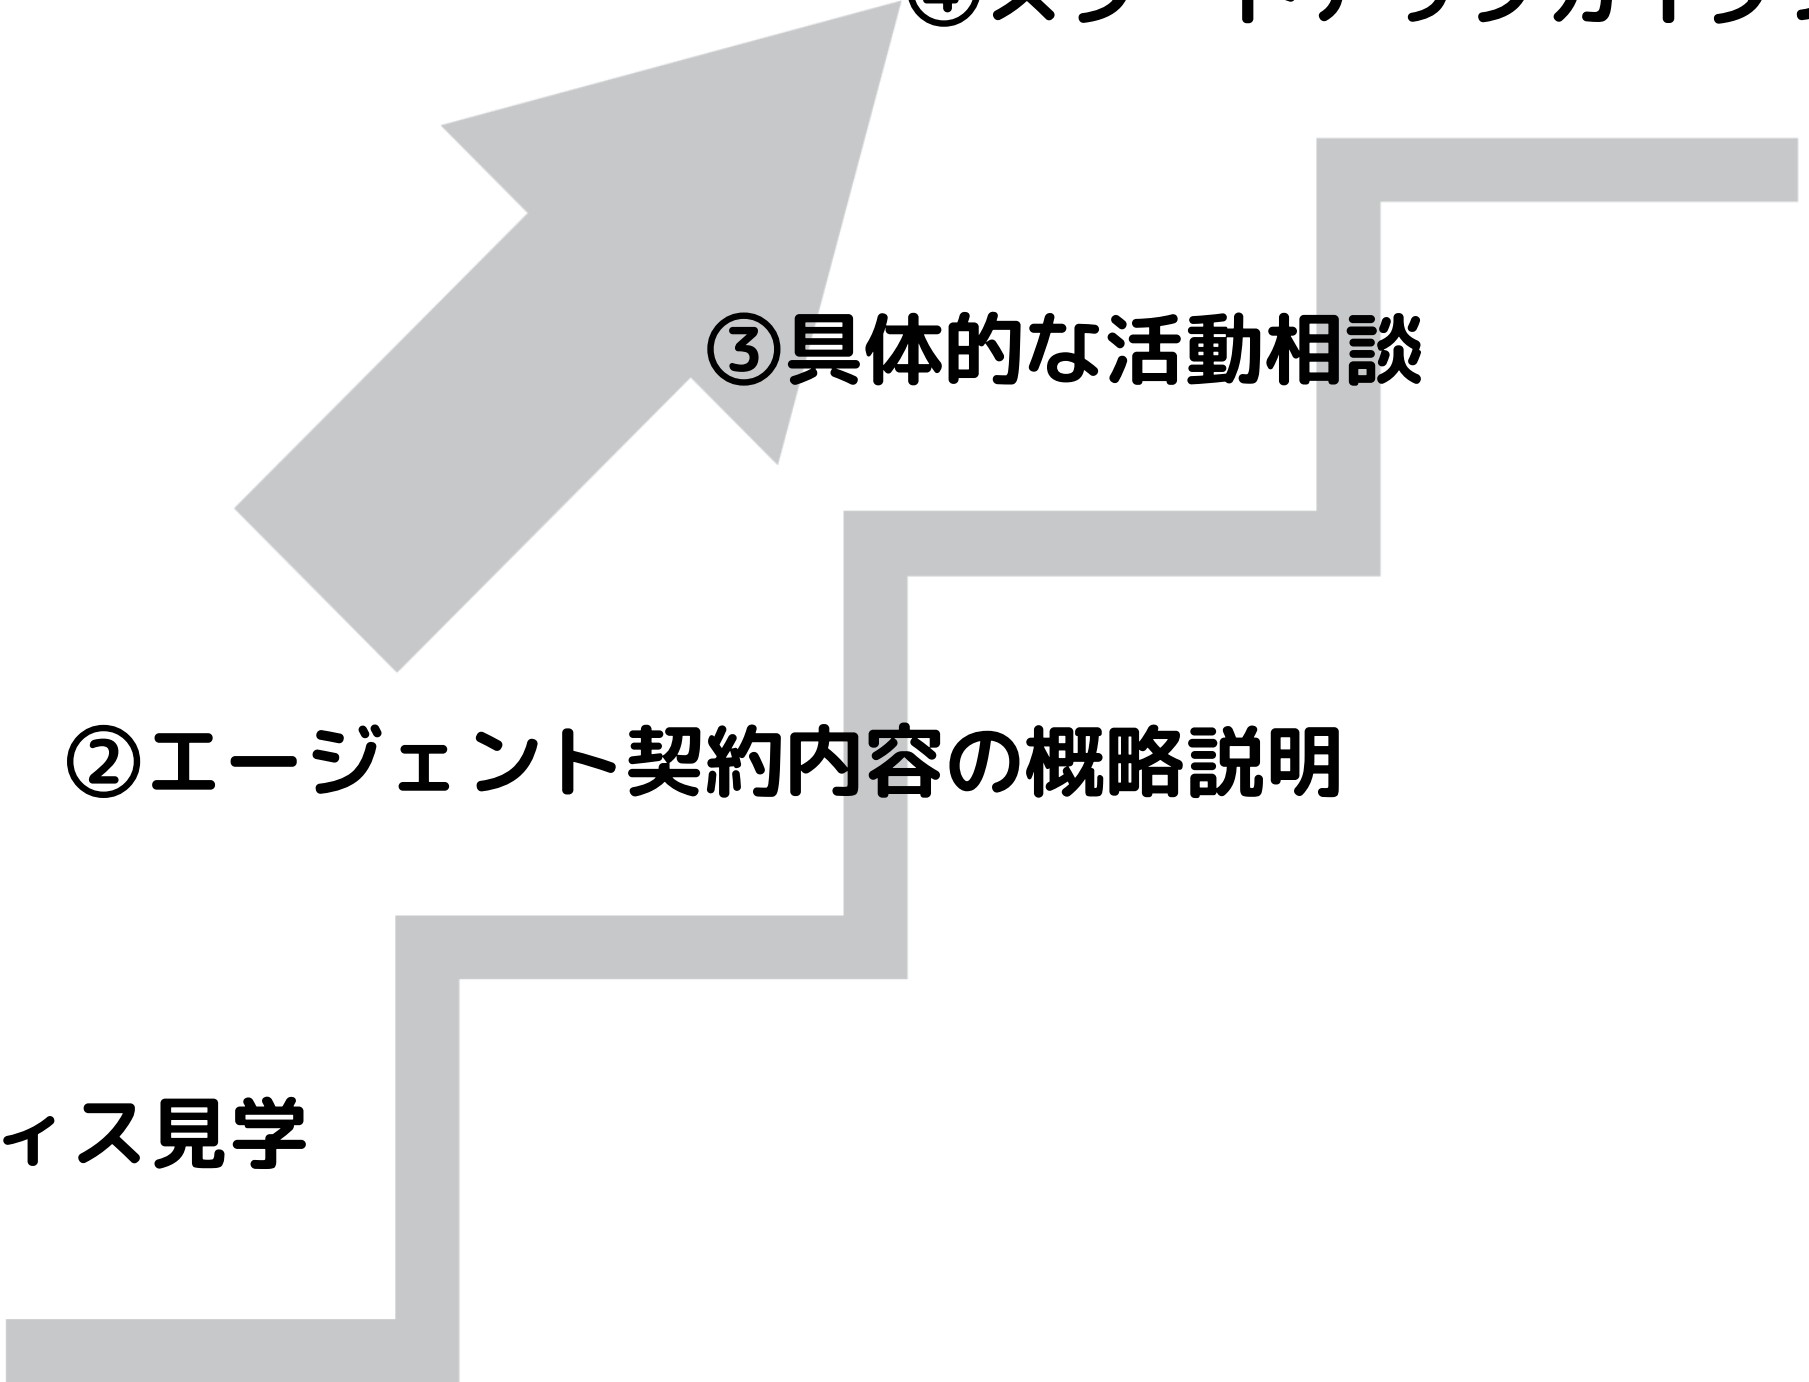 ③具体的な活動相談
②エージェント契約内容の概略説明
ィス見学